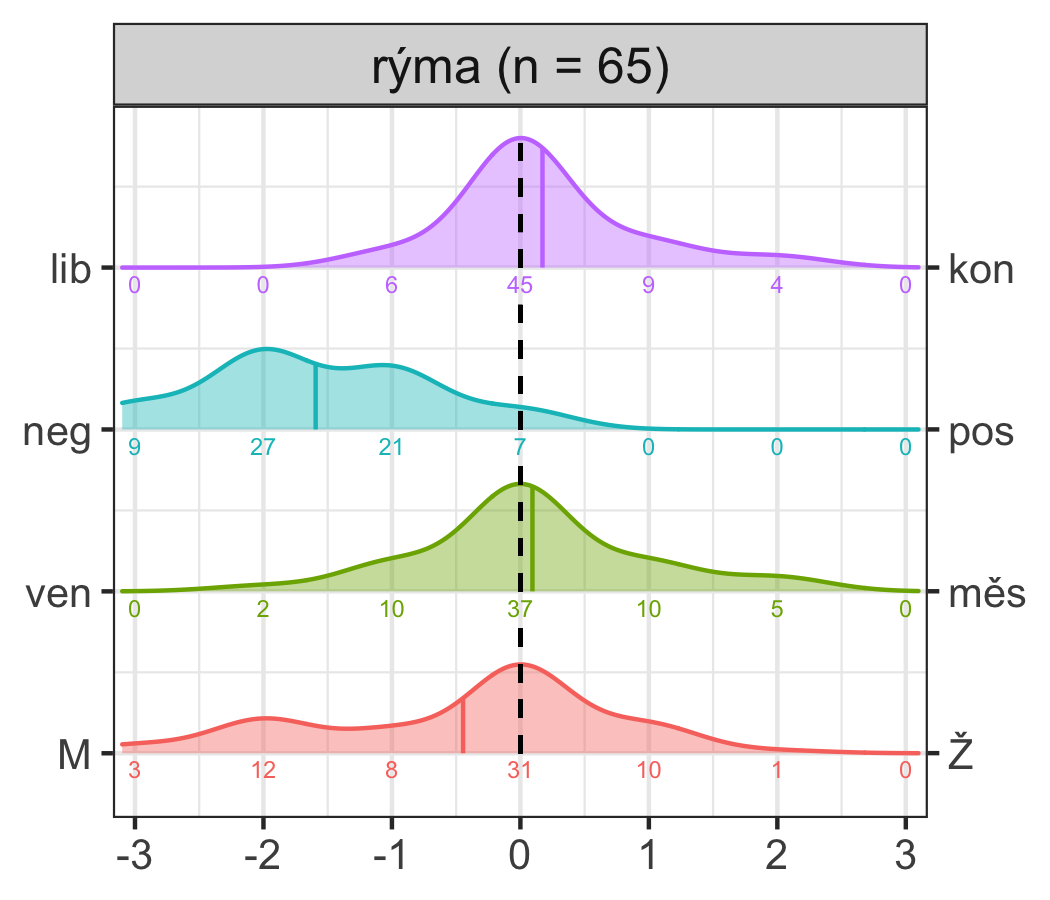 rýma (n = 65)
lib kon
0 0 6 45 9 4 0
neg pos
9 27 21 7 0 0 0
ven měs
0 2 10 37 10 5 0
M Ž
3 12 8 31 10 1 0
-3 -2 -1 0 1 2 3